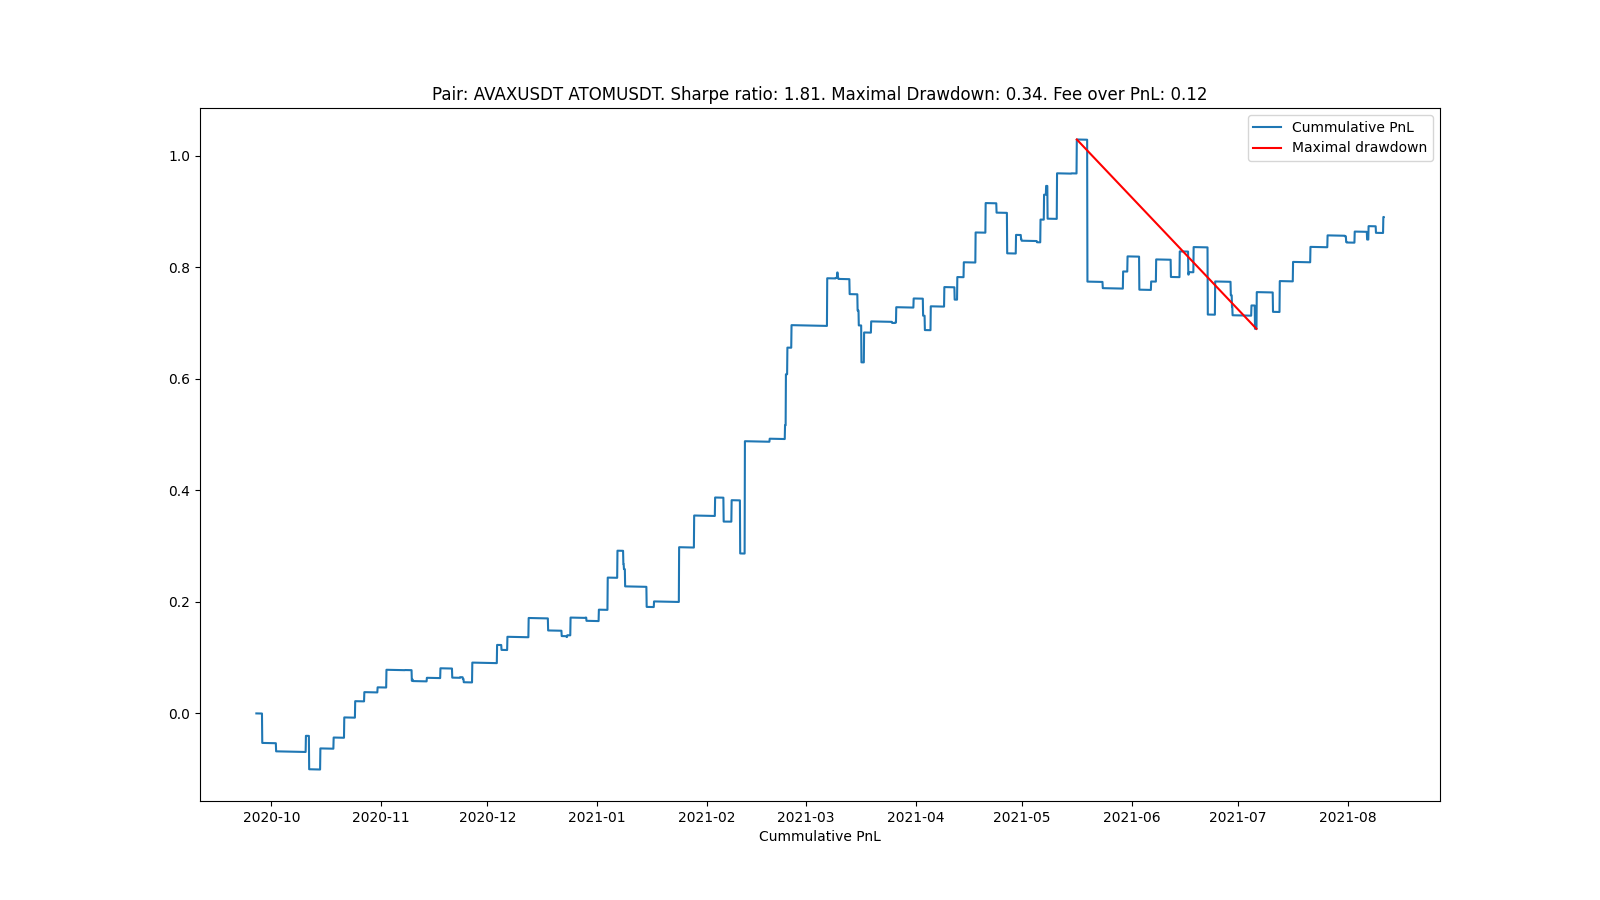 Pair: AVAXUSDT ATOMUSDT. Sharpe ratio: 1.81. Maximal Drawdown: 0.34. Fee over PnL: 0.12
Cummulative PnL
Maximal drawdown
1.0
0.8
0.6
0.4
0.2
0.0
2020-10 2020-11 2020-12 2021-01 2021-02 2021-03 2021-04 2021-05 2021-06 2021-07 2021-08
Cummulative PnL